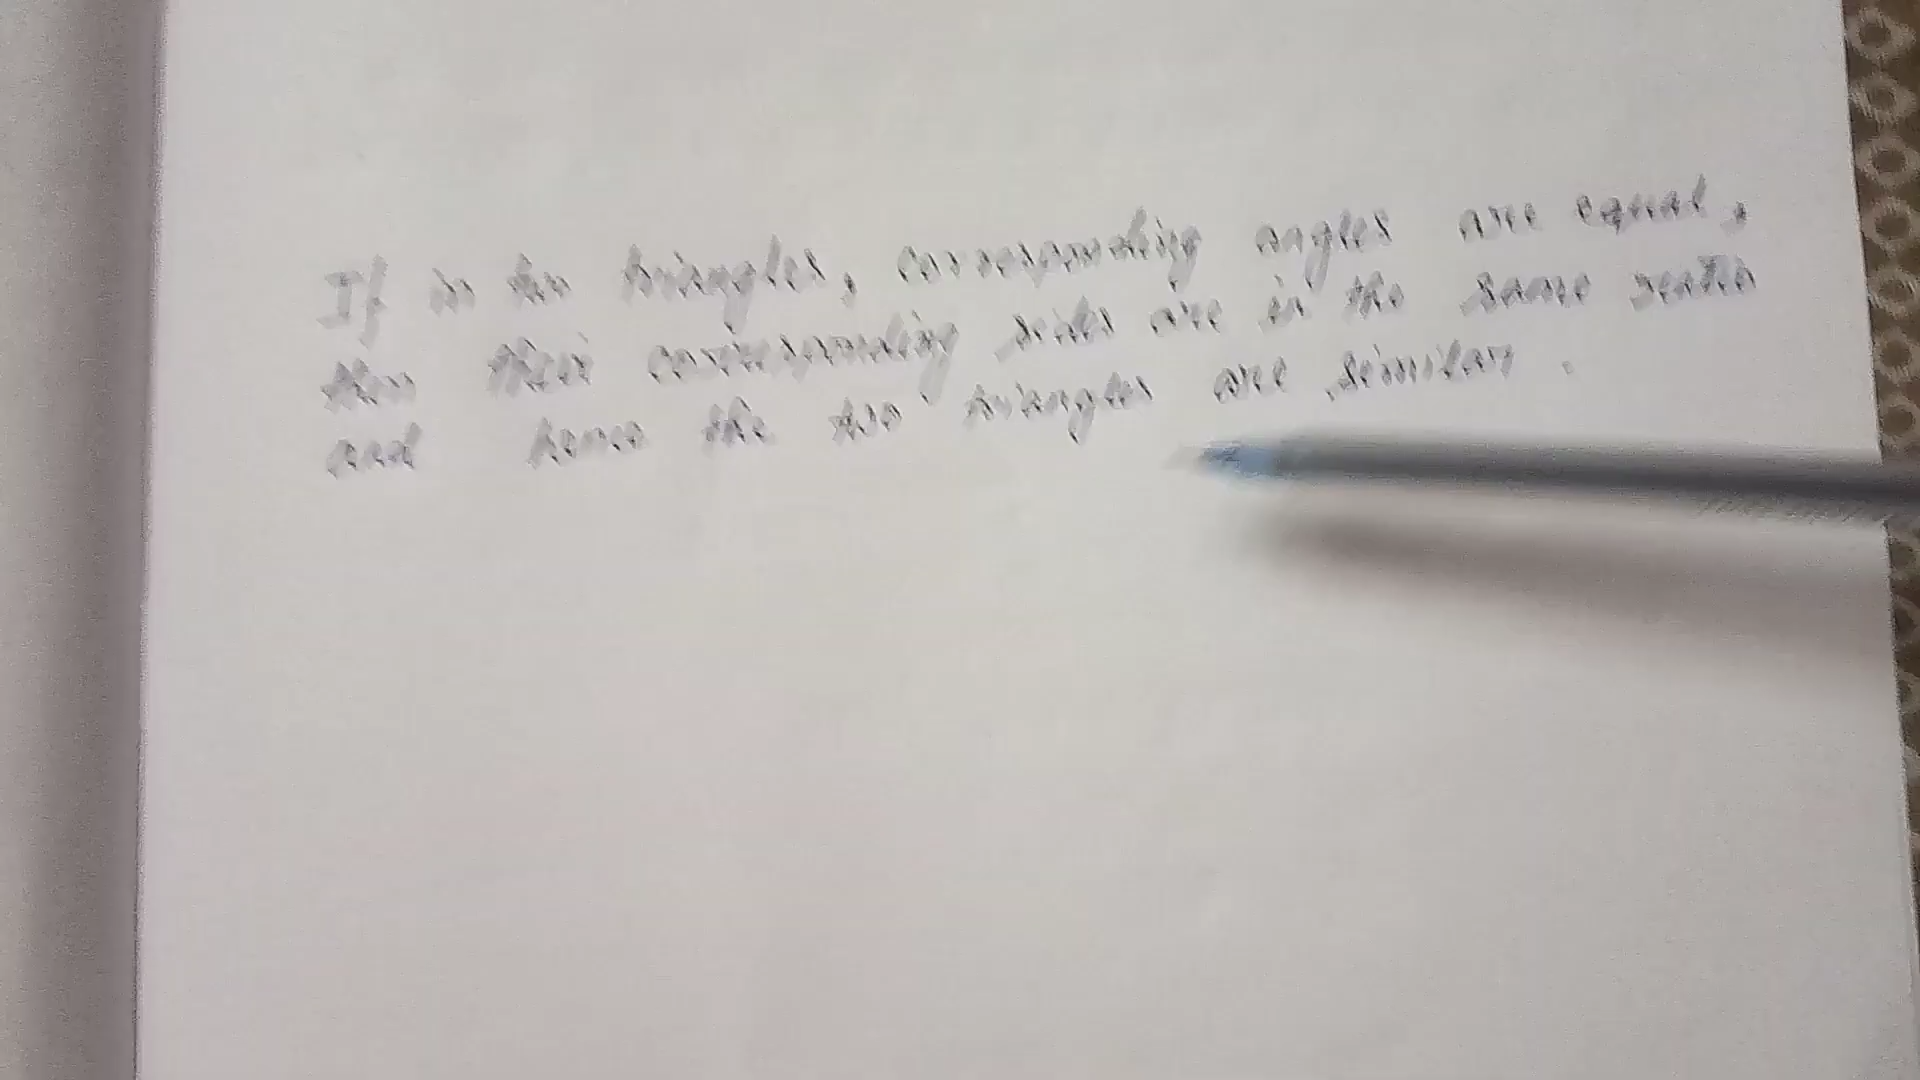 If in two triangles, corresponding angles are equal,
then their corresponding sides are in the same ratio
and hence the two triangles are similar.